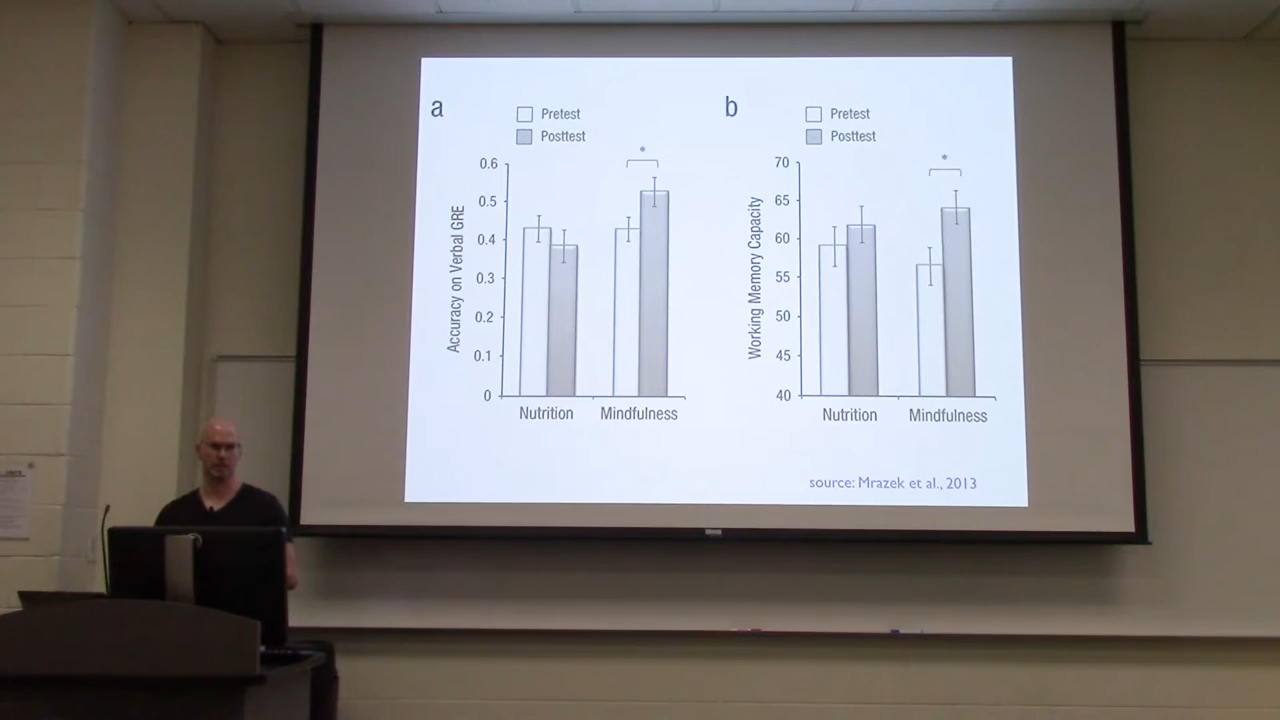 a
Pretest
Posttest
*
0.6
0.5
0.4
0.3
0.2
0.1
0
Accuracy on Verbal GRE
Nutrition
Mindfulness
b
Pretest
Posttest
*
70
65
60
55
50
45
40
Working Memory Capacity
Nutrition
Mindfulness
source: Mrazek et al., 2013